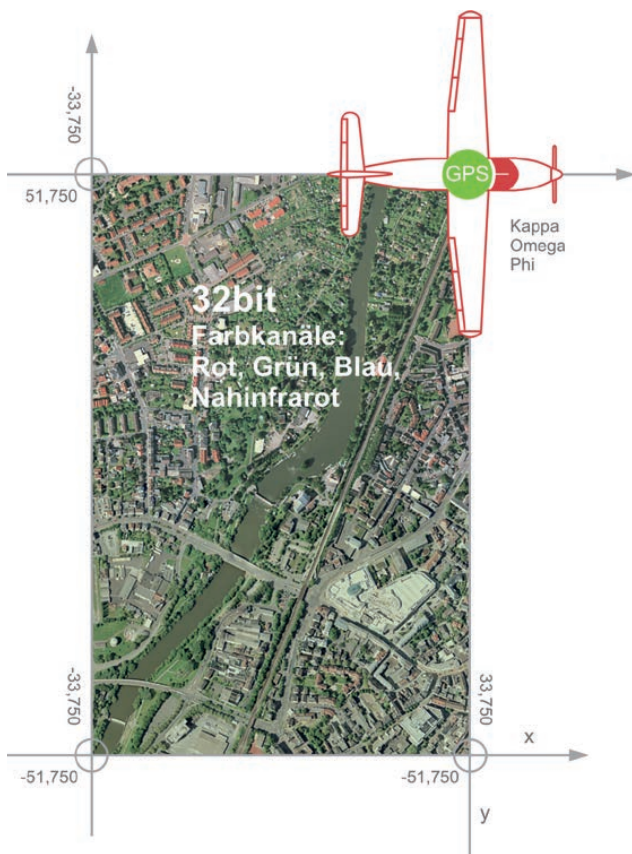 -33,750
51,750
GPS
Kappa
Omega
Phi
32bit
Farbkanäle:
Rot, Grün, Blau,
Nahinfrarot
-33,750
33,750
x
-51,750
-51,750
y